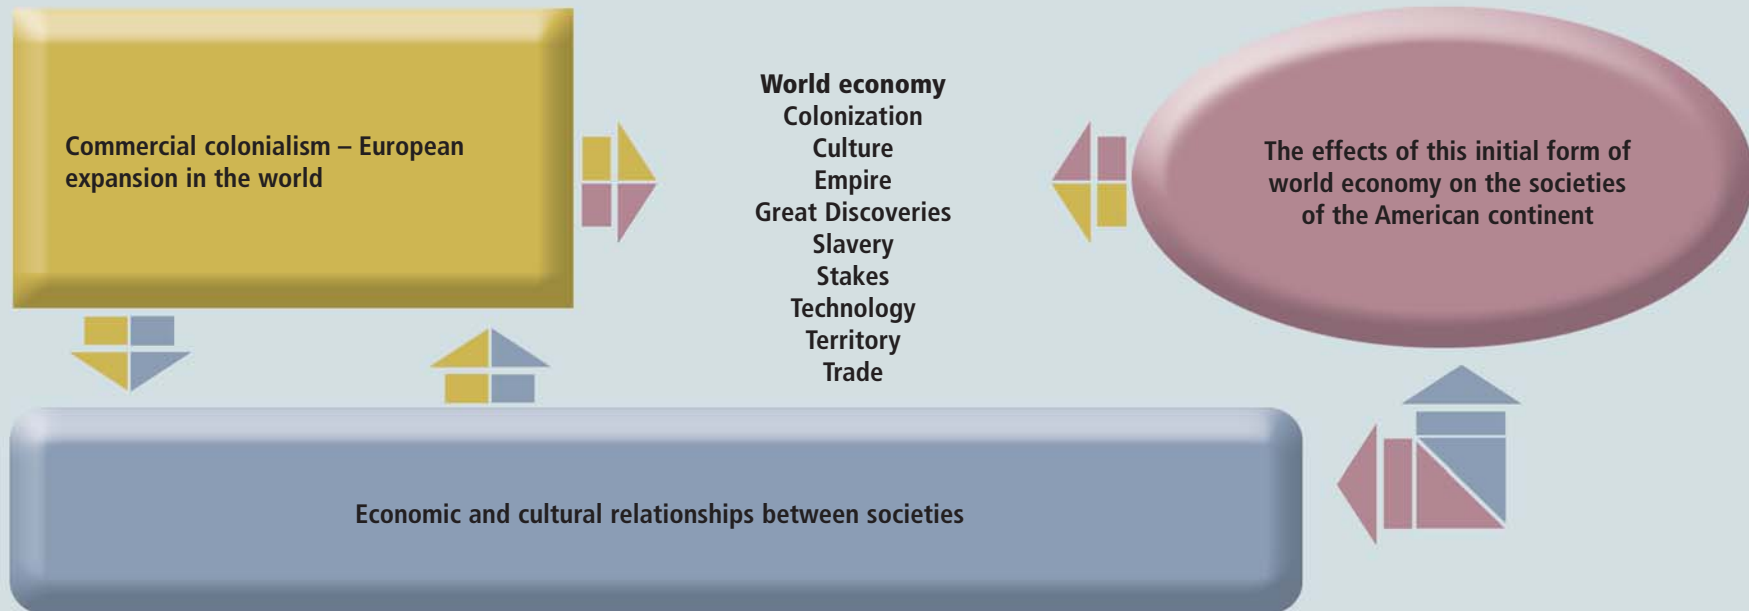 Commercial colonialism – European
expansion in the world
World economy
Colonization
Culture
Empire
Great Discoveries
Slavery
Stakes
Technology
Territory
Trade
The effects of this initial form of
world economy on the societies
of the American continent
Economic and cultural relationships between societies